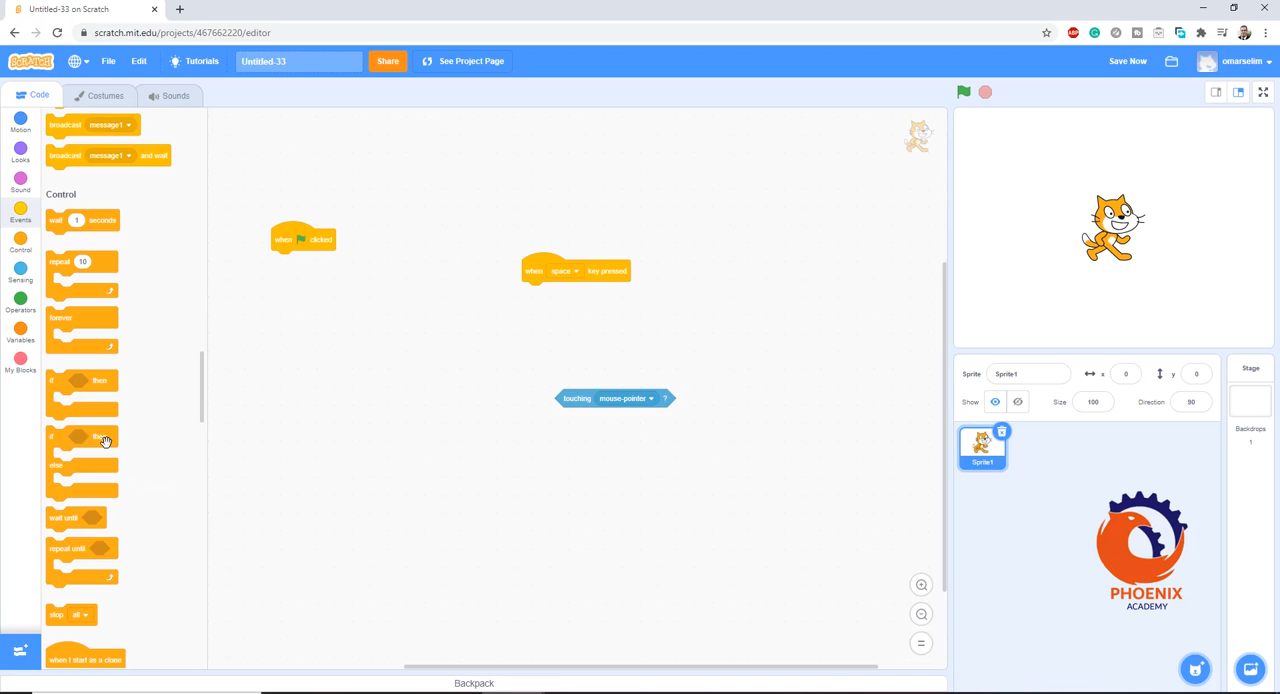 Untitled-33 on Scratch
scratch.mit.edu/projects/467662220/editor
SCRATCH
File
Edit
Tutorials
Untitled-33
Share
See Project Page
Save Now
omarselim
Code
Costumes
Sounds
Motion
Looks
Sound
Events
Control
Sensing
Operators
Variables
My Blocks
broadcast message1
broadcast message1 and wait
Control
wait 1 seconds
repeat 10
forever
if then
if then
else
wait until
repeat until
stop all
when I start as a clone
when clicked
when space key pressed
touching mouse-pointer ?
Sprite Sprite1 x 0 y 0
Show Size 100 Direction 90
Sprite1
Stage
Backdrops
1
PHOENIX
ACADEMY
Backpack